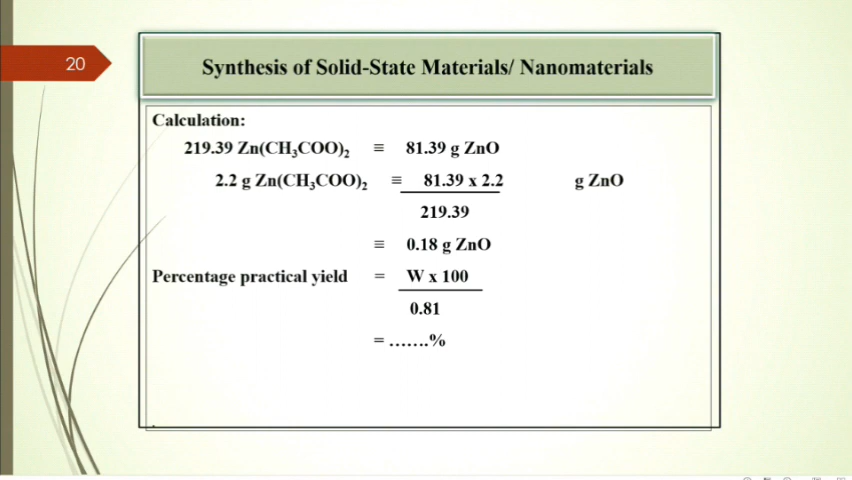 20
Synthesis of Solid-State Materials/ Nanomaterials
Calculation:
219.39 Zn(CH₃COO)₂ ≡ 81.39 g ZnO
2.2 g Zn(CH₃COO)₂ ≡ 81.39 x 2.2 g ZnO
219.39
≡ 0.18 g ZnO
Percentage practical yield = W x 100
0.81
= .......%